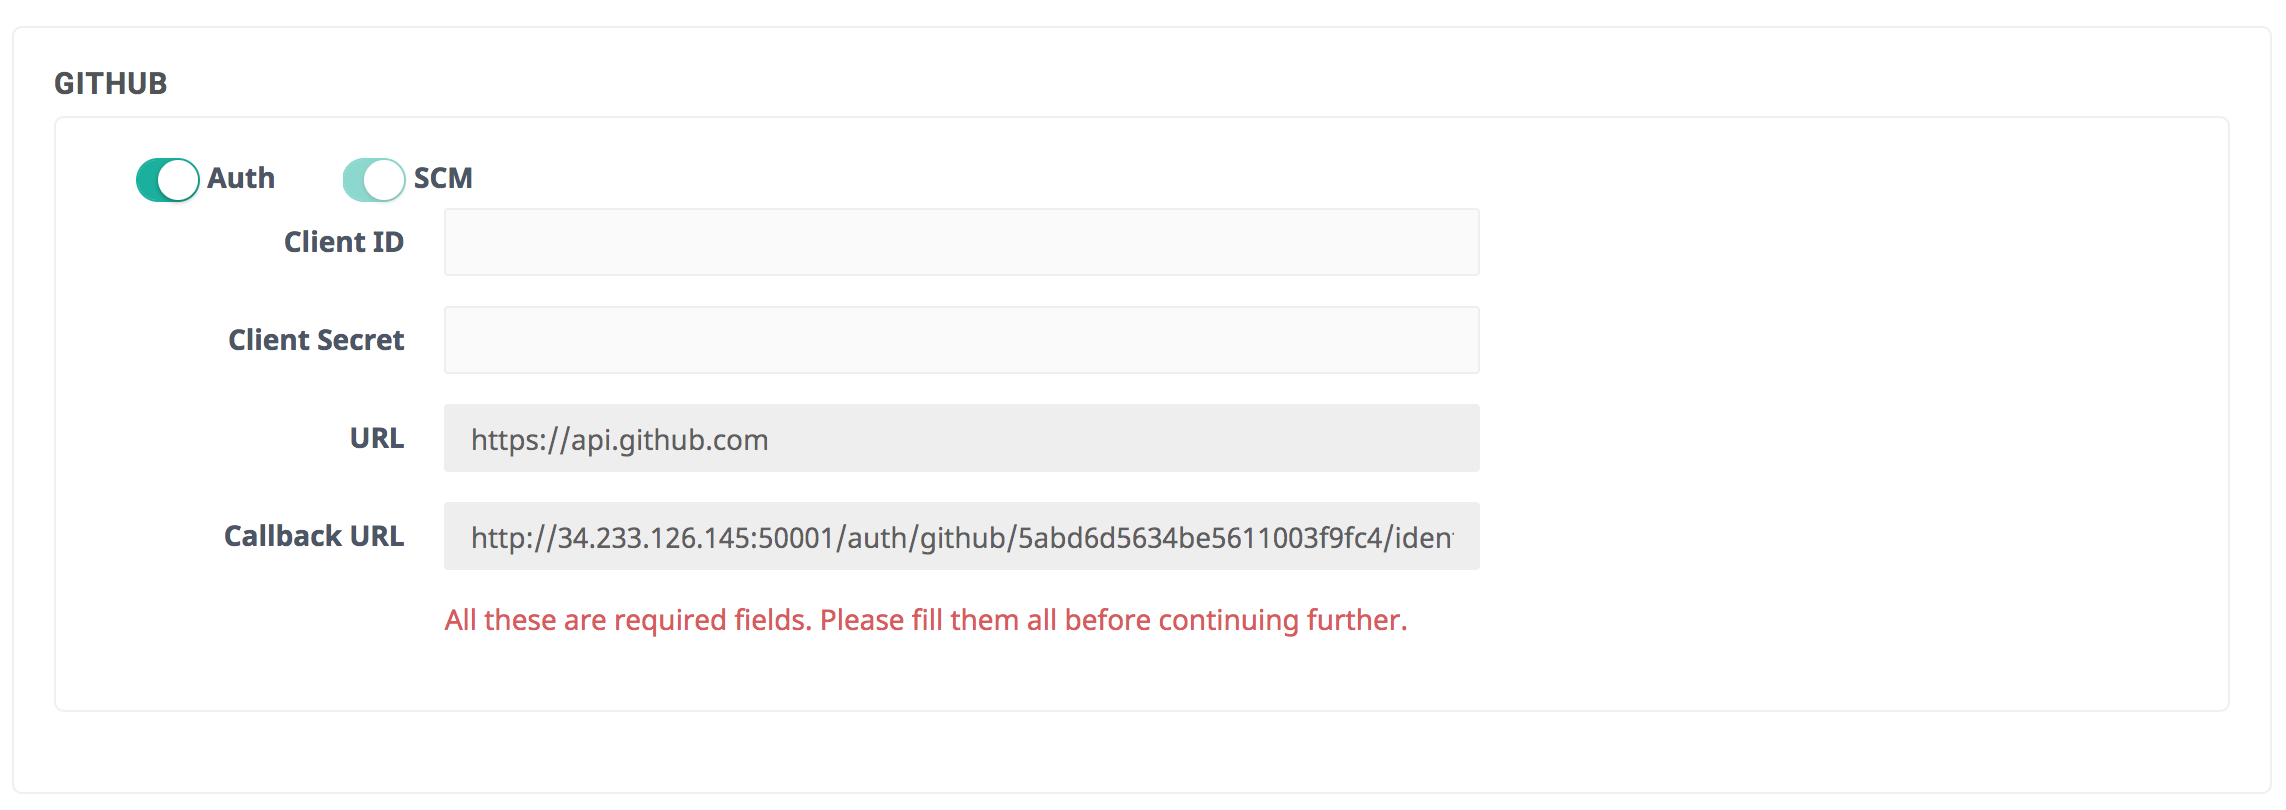 GITHUB
Auth SCM
Client ID
Client Secret
URL https://api.github.com
Callback URL http://34.233.126.145:50001/auth/github/5abd6d5634be5611003f9fc4/iden
All these are required fields. Please fill them all before continuing further.